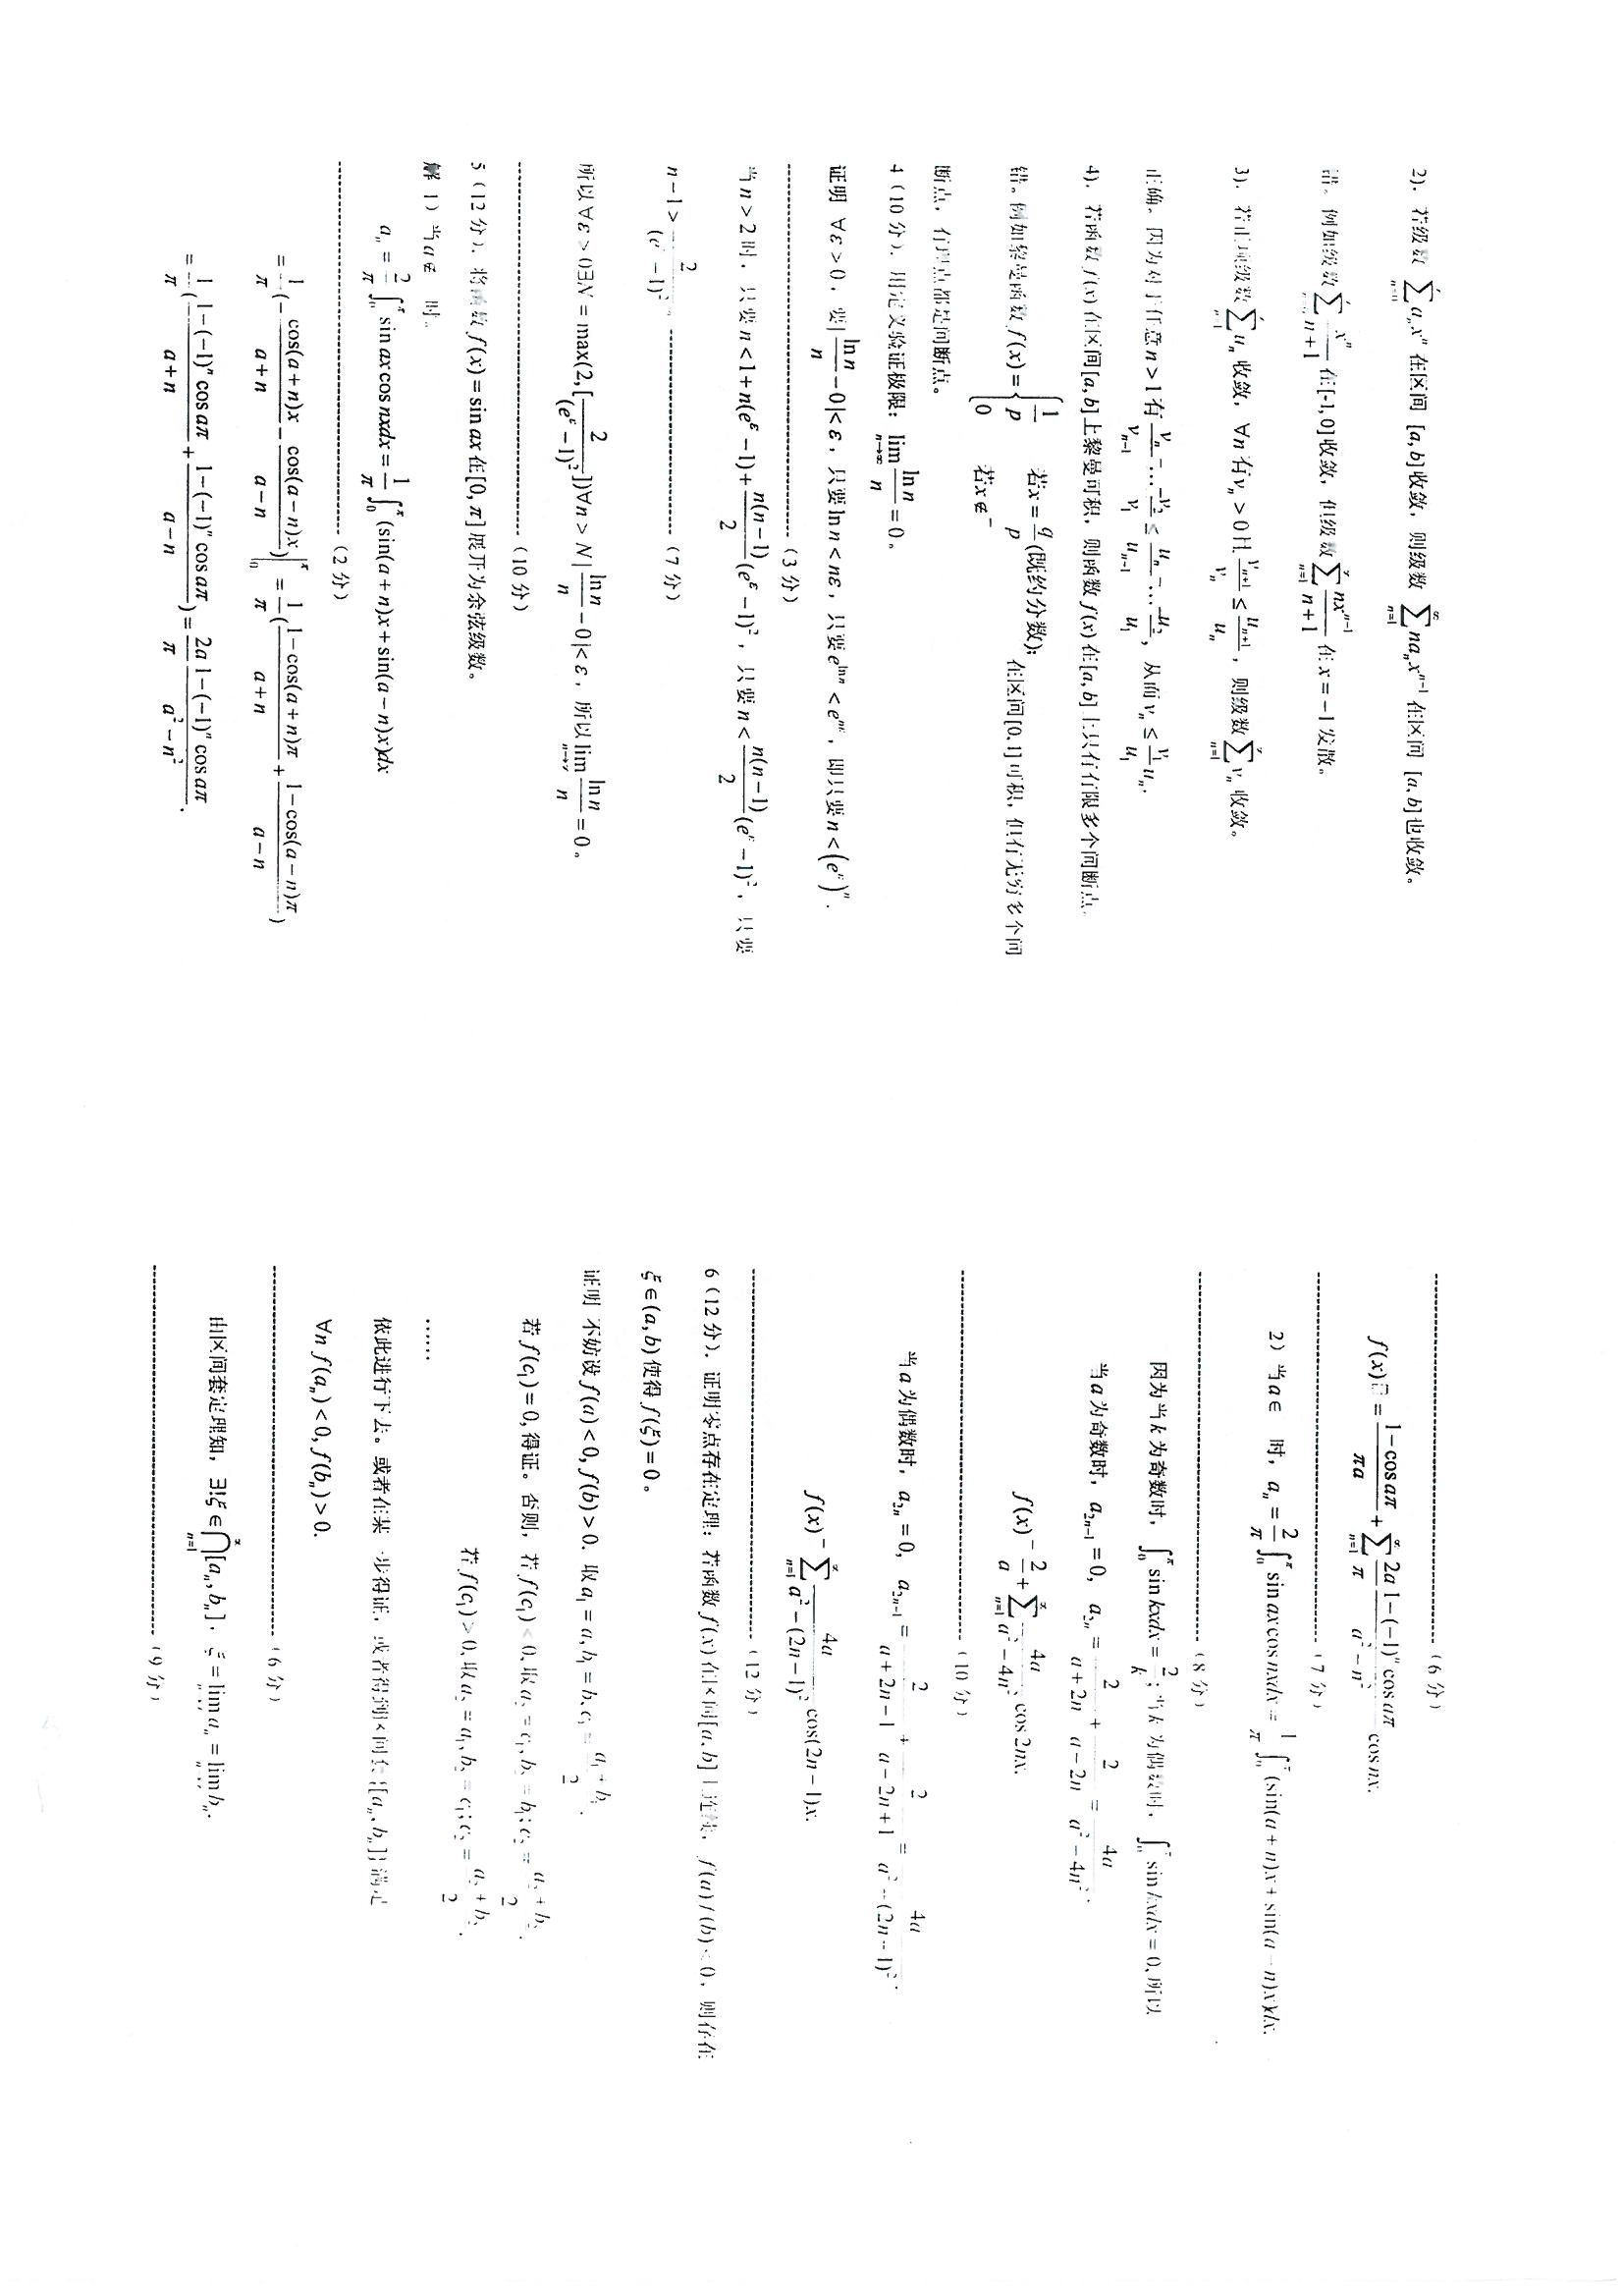 2). 若级数 $\sum_{n=0}^{\infty} a_n x^n$ 在区间 [a,b]收敛，则级数 $\sum_{n=1}^{\infty} na_n x^{n-1}$ 在区间 [a,b]也收敛。
错。例如级数 $\sum_{n=0}^{\infty} \frac{x^n}{n+1}$ 在[-1,0]收敛，但级数 $\sum_{n=1}^{\infty} \frac{nx^{n-1}}{n+1}$ 在 $x=-1$ 发散。
3). 若正项级数 $\sum_{n=1}^{\infty} u_n$ 收敛，$\forall n$ 有 $v_n>0$ 且 $\frac{v_{n+1}}{v_n} \le \frac{u_{n+1}}{u_n}$，则级数 $\sum_{n=1}^{\infty} v_n$ 收敛。
正确。因为对于任意 $n>1$ 有 $\frac{v_n}{v_{n-1}} \cdots \frac{v_2}{v_1} \le \frac{u_n}{u_{n-1}} \cdots \frac{u_2}{u_1}$，从而 $v_n \le \frac{v_1}{u_1} u_n$.
4). 若函数 $f(x)$ 在区间 $[a,b]$ 上黎曼可积，则函数 $f(x)$ 在 $[a,b]$ 上只有有限多个间断点.
错。例如黎曼函数 $f(x)=\begin{cases} \frac{1}{p} & 若x=\frac{q}{p}(既约分数); \\ 0 & 若x\notin \end{cases}$ 在区间[0,1]可积，但有无穷多个间
断点，有理点都是间断点。
4（10 分）. 用定义验证极限：$\lim_{n\to\infty} \frac{\ln n}{n}=0$。
证明 $\forall \varepsilon>0$，要 $|\frac{\ln n}{n}-0|<\varepsilon$，只要 $\ln n<n\varepsilon$，只要 $e^{\ln n}<e^{n\varepsilon}$，即只要 $n<(e^{\varepsilon})^n$.
------------------------------------（3 分）
当 $n>2$ 时，只要 $n<1+n(e^{\varepsilon}-1)+\frac{n(n-1)}{2}(e^{\varepsilon}-1)^2$，只要 $n<\frac{n(n-1)}{2}(e^{\varepsilon}-1)^2$，只要
$n-1>\frac{2}{(e^{\varepsilon}-1)^2}$。--------------------（7 分）
所以 $\forall \varepsilon>0 \exists N=\max(2,[\frac{2}{(e^{\varepsilon}-1)^2}]) \forall n>N |\frac{\ln n}{n}-0|<\varepsilon$，所以 $\lim_{n\to\infty} \frac{\ln n}{n}=0$。
------------------------------------（10 分）
5（12 分）. 将函数 $f(x)=\sin ax$ 在 $[0,\pi]$ 展开为余弦级数。
解 1）当 $a\notin$ 时。
$a_n=\frac{2}{\pi}\int_0^{\pi} \sin ax\cos nxdx=\frac{1}{\pi}\int_0^{\pi}(\sin(a+n)x+\sin(a-n)x)dx$
------------------------------------（2 分）
$=\frac{1}{\pi}(-\frac{\cos(a+n)x}{a+n}-\frac{\cos(a-n)x}{a-n})|_0^{\pi}=\frac{1}{\pi}(\frac{1-\cos(a+n)\pi}{a+n}+\frac{1-\cos(a-n)\pi}{a-n})$
$=\frac{1}{\pi}(\frac{1-(-1)^n\cos a\pi}{a+n}+\frac{1-(-1)^n\cos a\pi}{a-n})=\frac{2a}{\pi}\frac{1-(-1)^n\cos a\pi}{a^2-n^2}$.
------------------------------------（6 分）
$f(x)□=\frac{1-\cos a\pi}{\pi a}+\sum_{n=1}^{\infty}\frac{2a}{\pi}\frac{1-(-1)^n\cos a\pi}{a^2-n^2}\cos nx.$
------------------------------------（7 分）
2）当 $a\in$ 时，$a_n=\frac{2}{\pi}\int_0^{\pi}\sin ax\cos nxdx=\frac{1}{\pi}\int_0^{\pi}(\sin(a+n)x+\sin(a-n)x)dx.$
------------------------------------（8 分）
因为当 $k$ 为奇数时，$\int_0^{\pi}\sin kxdx=\frac{2}{k}$；当 $k$ 为偶数时，$\int_0^{\pi}\sin kxdx=0$,所以
当 $a$ 为奇数时，$a_{2n-1}=0$, $a_{2n}=\frac{2}{a+2n}+\frac{2}{a-2n}=\frac{4a}{a^2-4n^2}$.
$f(x)^{-}\frac{2}{a}+\sum_{n=1}^{\infty}\frac{4a}{a^2-4n^2}\cos 2nx.$
------------------------------------（10 分）
当 $a$ 为偶数时，$a_{2n}=0$, $a_{2n-1}=\frac{2}{a+2n-1}+\frac{2}{a-2n+1}=\frac{4a}{a^2-(2n-1)^2}$.
$f(x)^{-}\sum_{n=1}^{\infty}\frac{4a}{a^2-(2n-1)^2}\cos(2n-1)x.$
------------------------------------（12 分）
6（12 分）. 证明零点存在定理：若函数 $f(x)$ 在区间 $[a,b]$ 上连续，$f(a)f(b)<0$，则存在
$\xi\in(a,b)$ 使得 $f(\xi)=0$。
证明 不妨设 $f(a)<0,f(b)>0$. 取 $a_1=a,b_1=b,c_1=\frac{a_1+b_1}{2}$.
若 $f(c_1)=0$,得证。否则，若 $f(c_1)<0$,取 $a_2=c_1,b_2=b_1;c_2=\frac{a_2+b_2}{2}$.
若 $f(c_1)>0$,取 $a_2=a_1,b_2=c_1;c_2=\frac{a_2+b_2}{2}$.
……
依此进行下去。或者在某一步得证，或者得到区间套 $\{[a_n,b_n]\}$ 满足
$\forall n\ f(a_n)<0,f(b_n)>0.$
------------------------------------（6 分）
由区间套定理知，$\exists!\xi\in\bigcap_{n=1}^{\infty}[a_n,b_n]$，$\xi=\lim_{n\to\infty}a_n=\lim_{n\to\infty}b_n$.
------------------------------------（9 分）